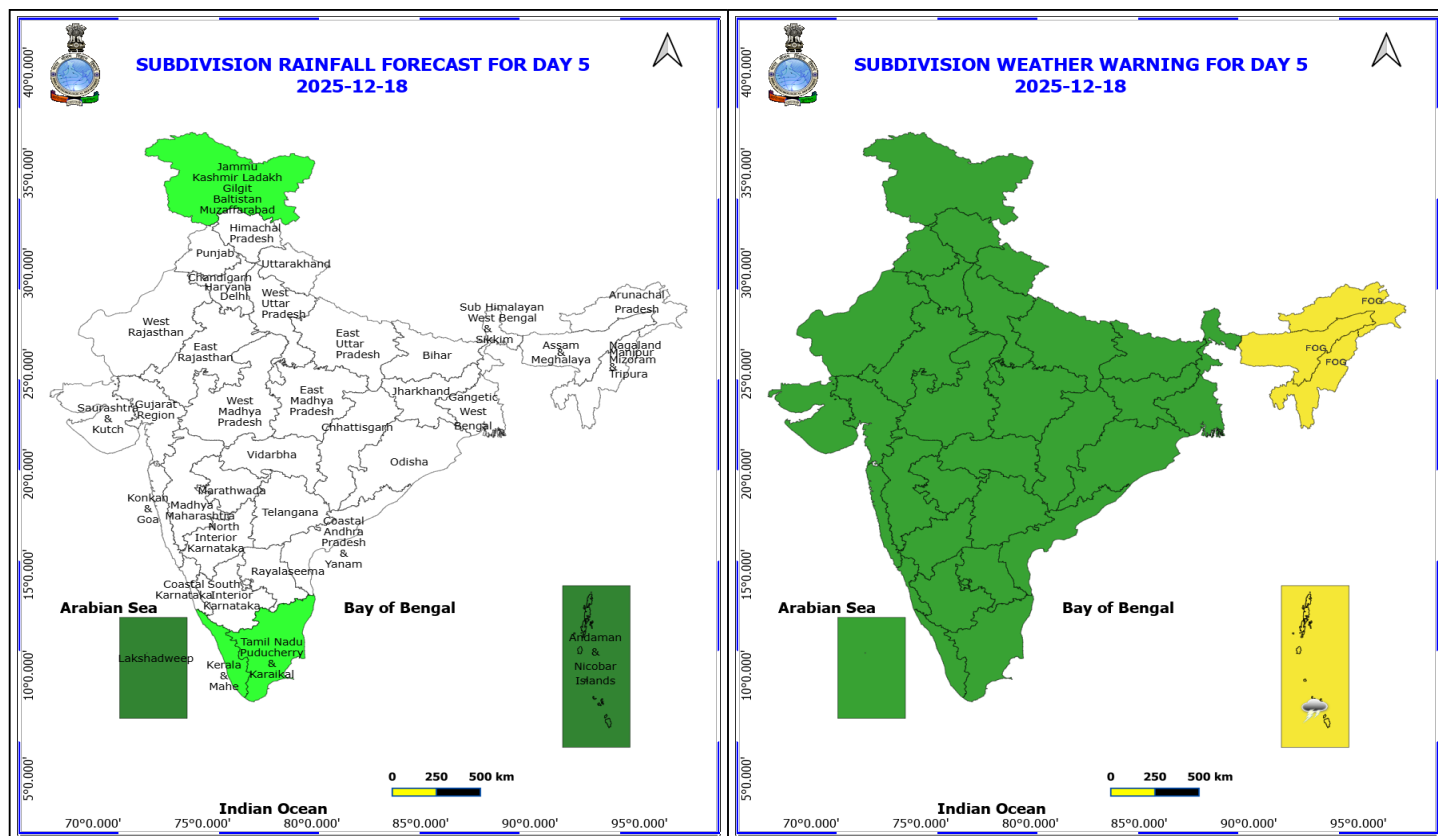 SUBDIVISION RAINFALL FORECAST FOR DAY 5
2025-12-18
40°0.000'
35°0.000'
30°0.000'
25°0.000'
20°0.000'
15°0.000'
10°0.000'
5°0.000'
Jammu
Kashmir Ladakh
Gilgit
Baltistan
Muzaffarabad
Himachal
Pradesh
Punjab
Uttarakhand
Chandigarh
Haryana
Delhi
West
Uttar
Pradesh
Sub Himalayan
West Bengal
&
Sikkim
Arunachal
Pradesh
West
Rajasthan
East
Rajasthan
East
Uttar
Pradesh
Bihar
Assam
&
Meghalaya
Nagaland
Manipur
Mizoram
&
Tripura
Saurashtra
&
Kutch
Gujarat
Region
West
Madhya
Pradesh
East
Madhya
Pradesh
Jharkhand
Gangetic
West
Bengal
Chhattisgarh
Vidarbha
Odisha
Konkan
&
Goa
Madhya
Maharashtra
Marathwada
Telangana
North
Interior
Karnataka
Coastal
Andhra
Pradesh
&
Yanam
Rayalaseema
Coastal
Karnataka
South
Interior
Karnataka
Arabian Sea
Bay of Bengal
Lakshadweep
Kerala
&
Mahe
Tamil Nadu
Puducherry
&
Karaikal
Andaman
&
Nicobar
Islands
0 250 500 km
Indian Ocean
70°0.000' 75°0.000' 80°0.000' 85°0.000' 90°0.000' 95°0.000'
SUBDIVISION WEATHER WARNING FOR DAY 5
2025-12-18
40°0.000'
35°0.000'
30°0.000'
25°0.000'
20°0.000'
15°0.000'
10°0.000'
5°0.000'
FOG
FOG
FOG
Arabian Sea
Bay of Bengal
0 250 500 km
Indian Ocean
70°0.000' 75°0.000' 80°0.000' 85°0.000' 90°0.000' 95°0.000'